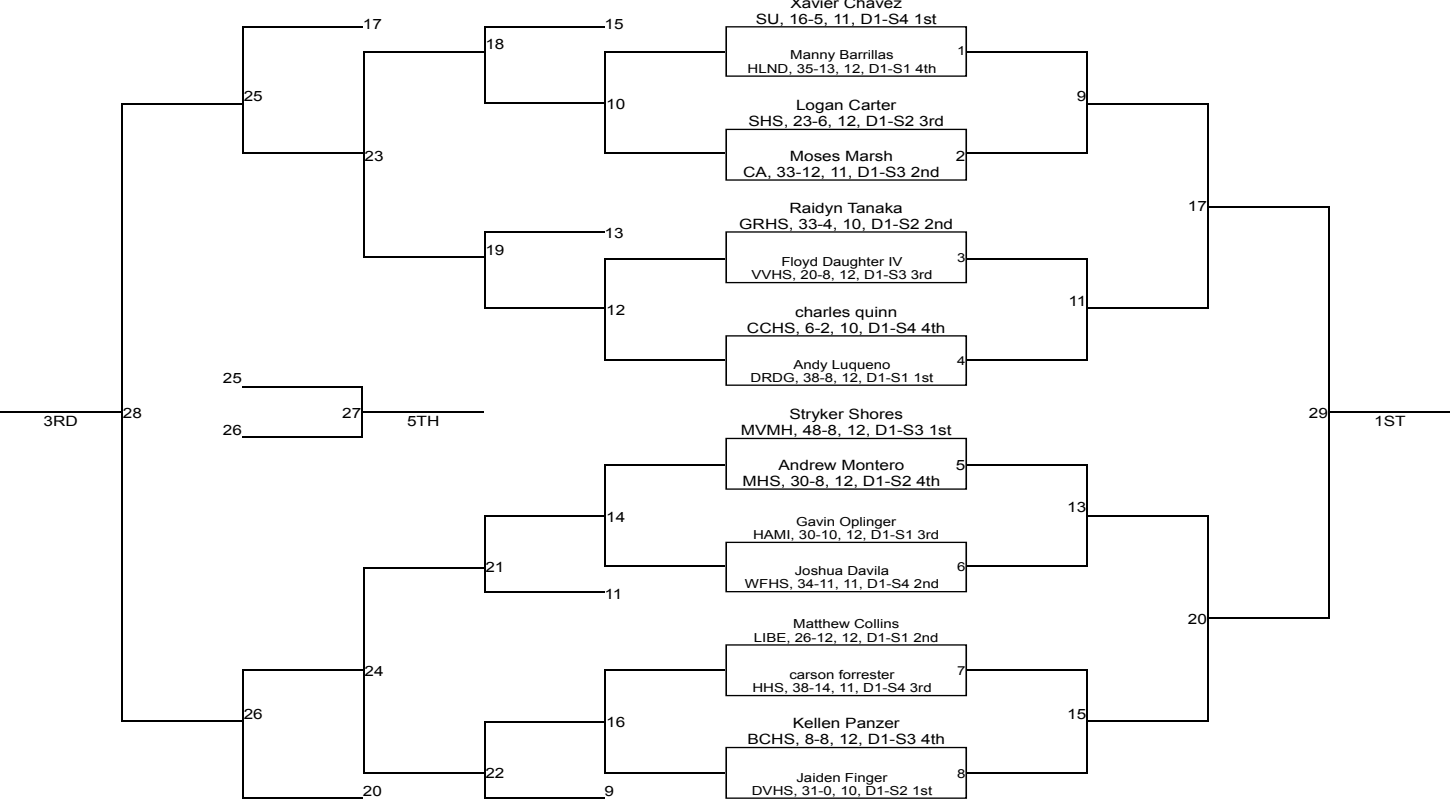 Xavier Chavez
SU, 16-5, 11, D1-S4 1st
17
15
18
Manny Barrillas
HLND, 35-13, 12, D1-S1 4th
1
25
10
Logan Carter
SHS, 23-6, 12, D1-S2 3rd
9
23
Moses Marsh
CA, 33-12, 11, D1-S3 2nd
2
Raidyn Tanaka
GRHS, 33-4, 10, D1-S2 2nd
17
13
19
Floyd Daughter IV
VVHS, 20-8, 12, D1-S3 3rd
3
12
charles quinn
CCHS, 6-2, 10, D1-S4 4th
11
Andy Luqueno
DRDG, 38-8, 12, D1-S1 1st
4
25
3RD
28
27
5TH
Stryker Shores
MVMH, 48-8, 12, D1-S3 1st
29
1ST
26
Andrew Montero
MHS, 30-8, 12, D1-S2 4th
5
14
Gavin Oplinger
HAMI, 30-10, 12, D1-S1 3rd
13
21
Joshua Davila
WFHS, 34-11, 11, D1-S4 2nd
6
11
Matthew Collins
LIBE, 26-12, 12, D1-S1 2nd
20
24
carson forrester
HHS, 38-14, 11, D1-S4 3rd
7
26
16
Kellen Panzer
BCHS, 8-8, 12, D1-S3 4th
15
22
Jaiden Finger
DVHS, 31-0, 10, D1-S2 1st
8
20
9